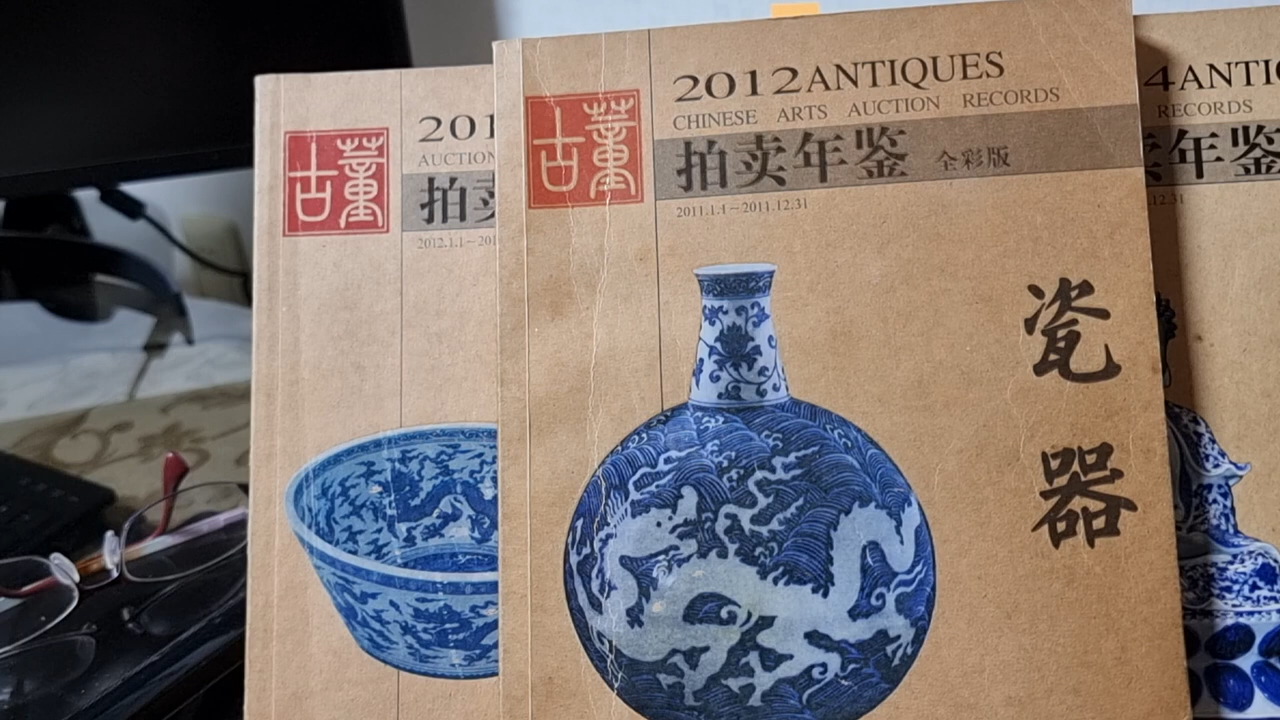 古董
201
AUCTION
拍卖
2012.1.1－201
古董
2012ANTIQUES
CHINESE ARTS AUCTION RECORDS
拍卖年鉴 全彩版
2011.1.1－2011.12.31
瓷器
4ANTIQ
RECORDS
卖年鉴
.12.31